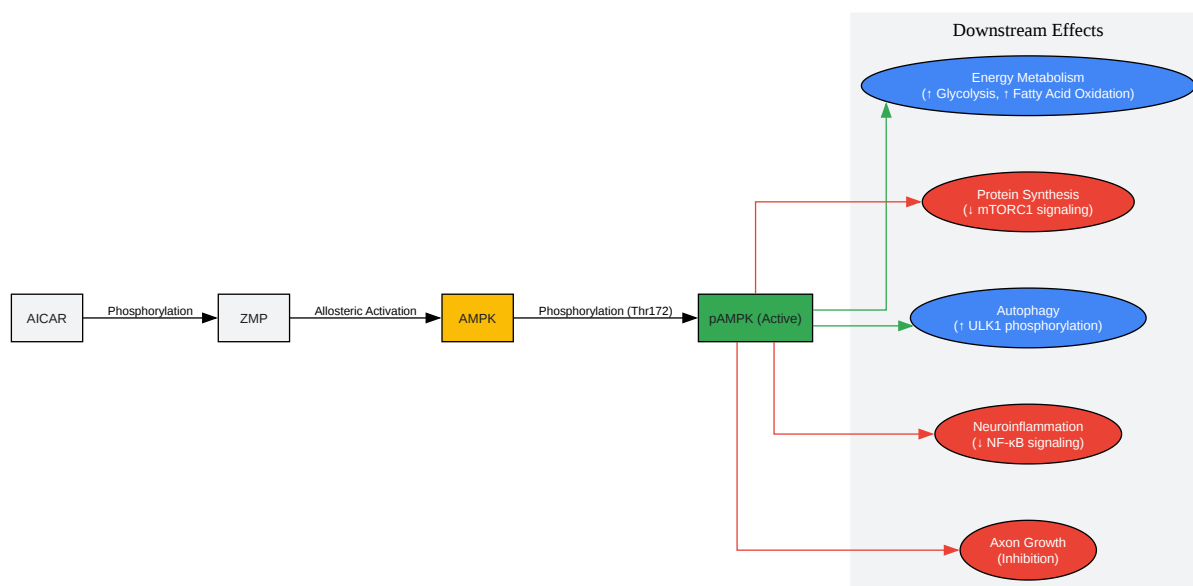 Downstream Effects
Energy Metabolism
(↑ Glycolysis, ↑ Fatty Acid Oxidation)
Protein Synthesis
(↓ mTORC1 signaling)
AICAR
Phosphorylation
ZMP
Allosteric Activation
AMPK
Phosphorylation (Thr172)
pAMPK (Active)
Autophagy
(↑ ULK1 phosphorylation)
Neuroinflammation
(↓ NF-κB signaling)
Axon Growth
(Inhibition)